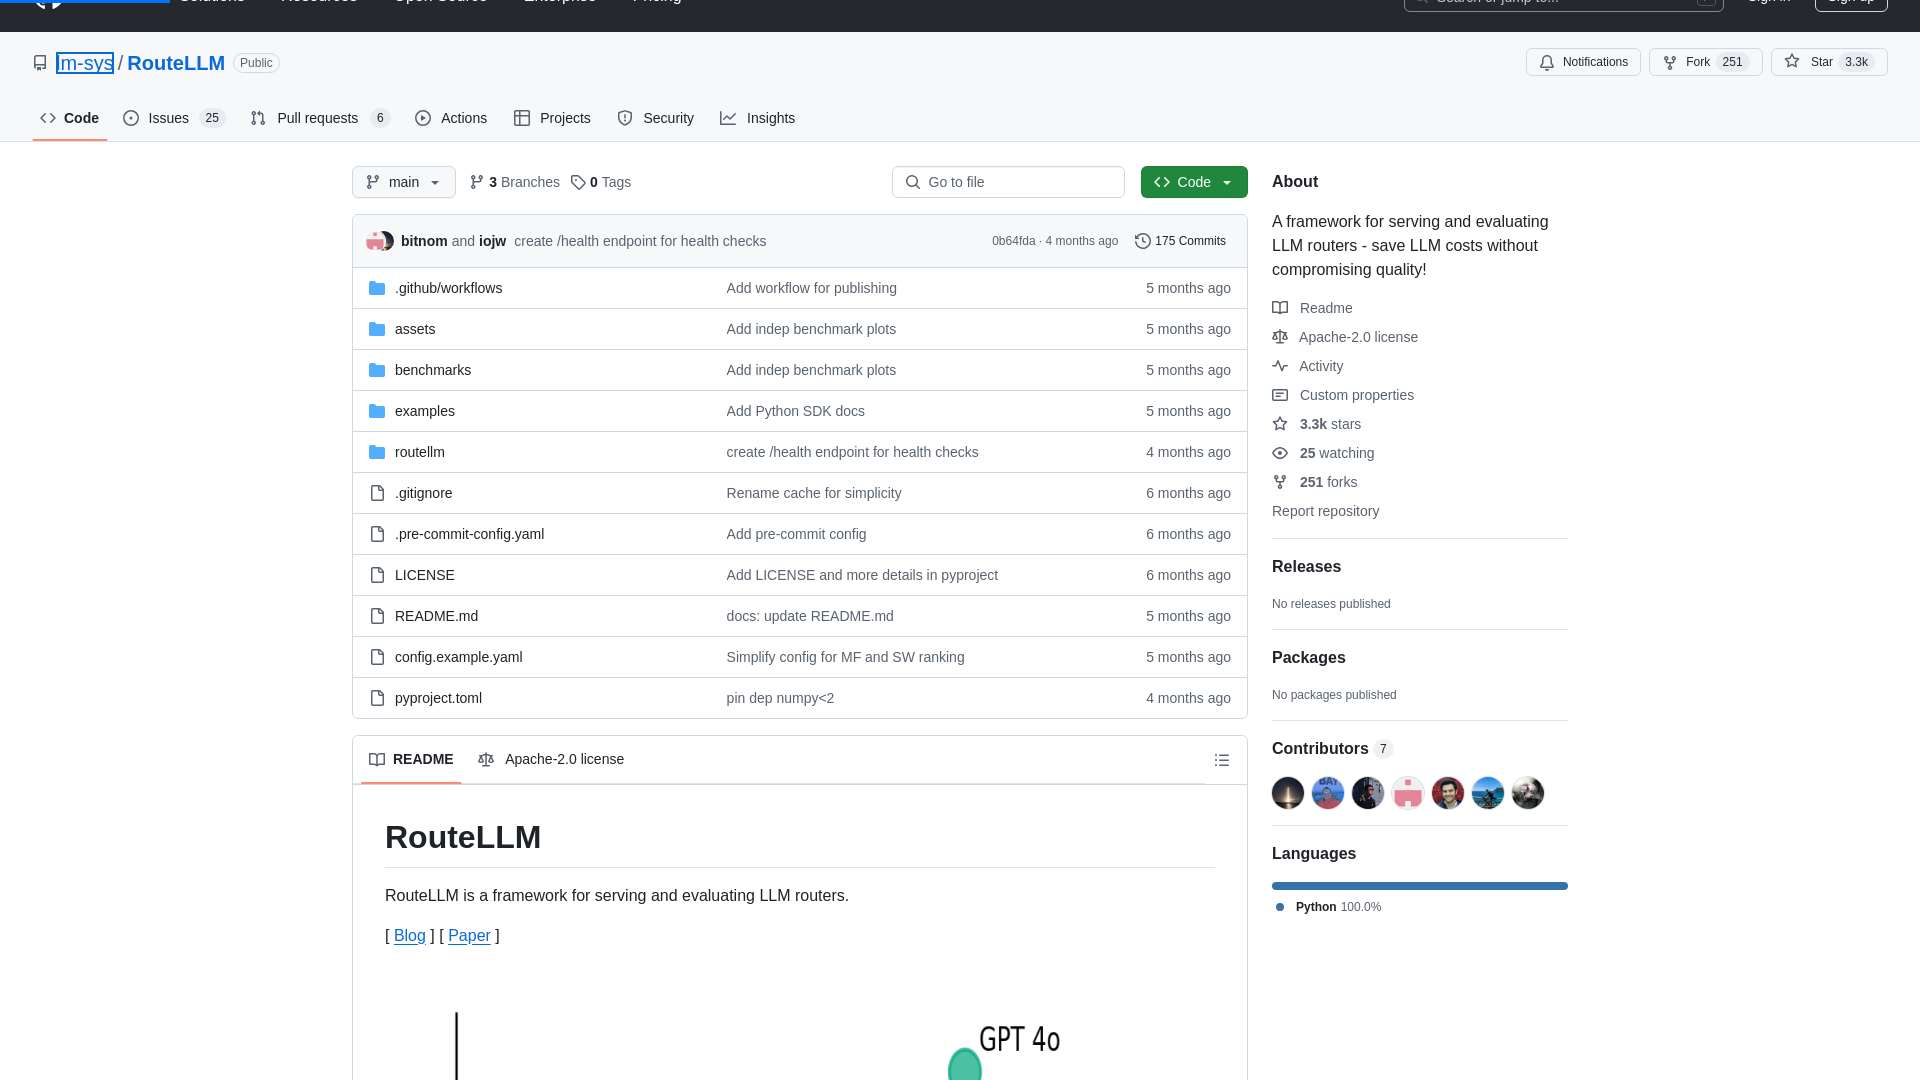 Solutions Resources Open Source Enterprise Pricing Search or jump to... Sign in Sign up
lm-sys / RouteLLM Public Notifications Fork 251 Star 3.3k
Code Issues 25 Pull requests 6 Actions Projects Security Insights
main 3 Branches 0 Tags Go to file Code
bitnom and iojw create /health endpoint for health checks 0b64fda · 4 months ago 175 Commits
.github/workflows Add workflow for publishing 5 months ago
assets Add indep benchmark plots 5 months ago
benchmarks Add indep benchmark plots 5 months ago
examples Add Python SDK docs 5 months ago
routellm create /health endpoint for health checks 4 months ago
.gitignore Rename cache for simplicity 6 months ago
.pre-commit-config.yaml Add pre-commit config 6 months ago
LICENSE Add LICENSE and more details in pyproject 6 months ago
README.md docs: update README.md 5 months ago
config.example.yaml Simplify config for MF and SW ranking 5 months ago
pyproject.toml pin dep numpy<2 4 months ago
README Apache-2.0 license
RouteLLM
RouteLLM is a framework for serving and evaluating LLM routers.
[ Blog ] [ Paper ]
GPT 4o
About
A framework for serving and evaluating
LLM routers - save LLM costs without
compromising quality!
Readme
Apache-2.0 license
Activity
Custom properties
3.3k stars
25 watching
251 forks
Report repository
Releases
No releases published
Packages
No packages published
Contributors 7
Languages
Python 100.0%